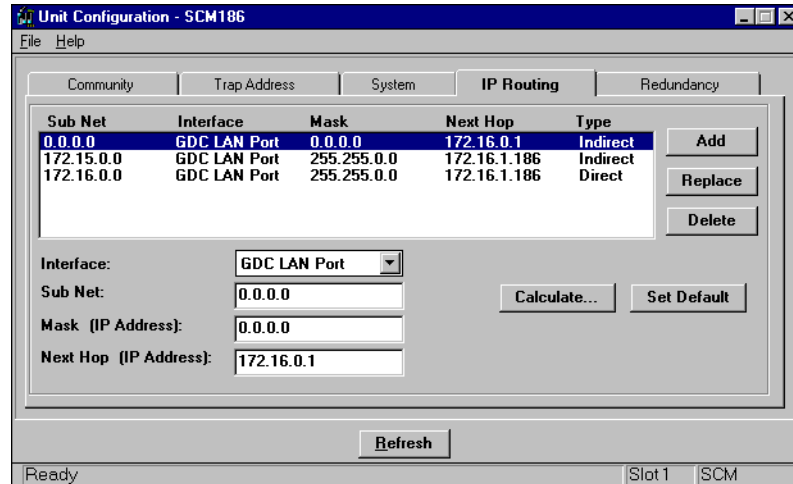 Unit Configuration - SCM186
File Help
Community Trap Address System IP Routing Redundancy
Sub Net Interface Mask Next Hop Type
0.0.0.0 GDC LAN Port 0.0.0.0 172.16.0.1 Indirect
172.15.0.0 GDC LAN Port 255.255.0.0 172.16.1.186 Indirect
172.16.0.0 GDC LAN Port 255.255.0.0 172.16.1.186 Direct
Add
Replace
Delete
Interface: GDC LAN Port
Sub Net: 0.0.0.0
Calculate... Set Default
Mask (IP Address): 0.0.0.0
Next Hop (IP Address): 172.16.0.1
Refresh
Ready Slot 1 SCM